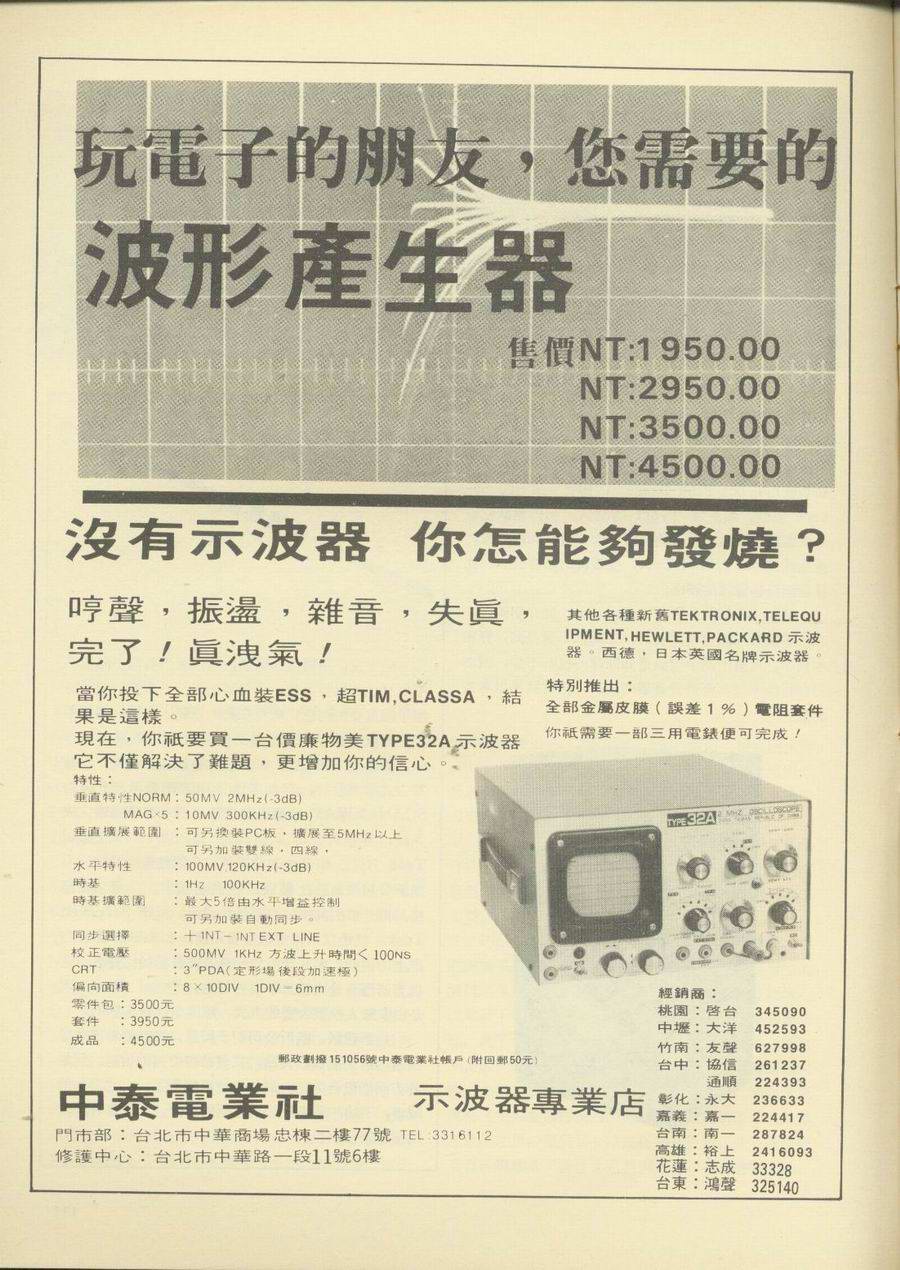 玩電子的朋友，您需要的
波形產生器
售價NT:1950.00
NT:2950.00
NT:3500.00
NT:4500.00
沒有示波器 你怎能夠發燒？
哼聲，振盪，雜音，失眞，
完了！眞洩氣！
當你投下全部心血裝ESS，超TIM,CLASSA，結
果是這樣。
現在，你祇要買一台價廉物美TYPE32A示波器
它不僅解決了難題，更增加你的信心。
其他各種新舊TEKTRONIX,TELEQU
IPMENT,HEWLETT,PACKARD 示波
器。西德，日本英國名牌示波器。
特別推出：
全部金屬皮膜（誤差1％）電阻套件
你祇需要一部三用電錶便可完成！
特性：
垂直特性NORM：50MV 2MHz(-3dB)
MAG×5：10MV 300KHz(-3dB)
垂直擴展範圍：可另換裝PC板，擴展至5MHz以上
可另加裝雙線，四線，
水平特性：100MV.120KHz(-3dB)
時基：1Hz 100KHz
時基擴範圍：最大5倍由水平增益控制
可另加裝自動同步。
同步選擇：＋1NT－1NT EXT LINE
校正電壓：500MV 1KHz 方波上升時間＜100NS
CRT：3″PDA(定形場後段加速極)
偏向面積：8×10DIV 1DIV＝6mm
零件包：3500元
套件：3950元
成品：4500元
TYPE 32A 2 MHZ OSCILLOSCOPE
郵政劃撥151056號中泰電業社帳戶(附回郵50元)
中泰電業社 示波器專業店
門市部：台北市中華商場忠棟二樓77號 TEL:3316112
修護中心：台北市中華路一段11號6樓
經銷商：
桃園：啓台 345090
中壢：大洋 452593
竹南：友聲 627998
台中：協信 261237
通順 224393
彰化：永大 236633
嘉義：嘉一 224417
台南：南一 287824
高雄：裕上 2416093
花蓮：志成 33328
台東：鴻聲 325140